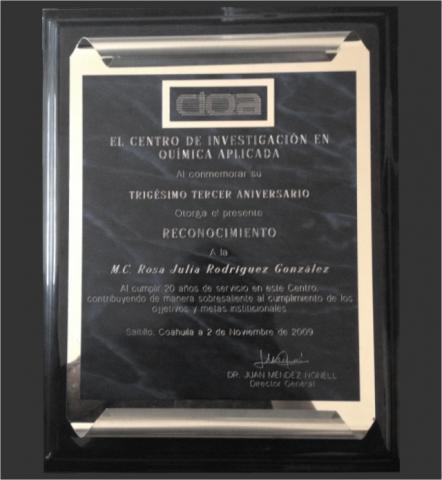 CIQA
EL CENTRO DE INVESTIGACIÓN EN
QUÍMICA APLICADA
Al conmemorar su
TRIGÉSIMO TERCER ANIVERSARIO
Otorga el presente
RECONOCIMIENTO
A la
M.C. Rosa Julia Rodríguez González
Al cumplir 20 años de servicio en este Centro,
contribuyendo de manera sobresaliente al cumplimiento de los
objetivos y metas institucionales
Saltillo, Coahuila a 2 de Noviembre de 2009
DR. JUAN MÉNDEZ NONELL
Director General